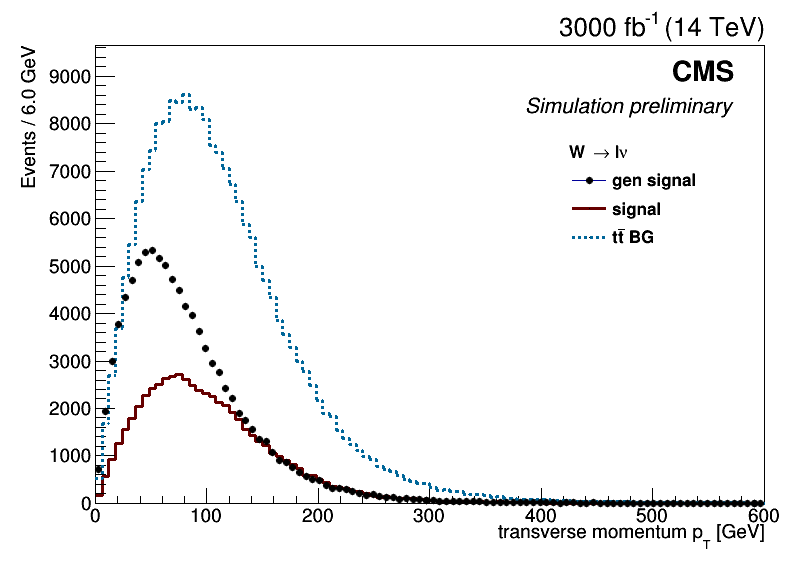 3000 fb⁻¹ (14 TeV)
Events / 6.0 GeV
CMS
Simulation preliminary
W → lν
gen signal
signal
tt̄ BG
9000
8000
7000
6000
5000
4000
3000
2000
1000
0
0 100 200 300 400 500 600
transverse momentum p_T [GeV]